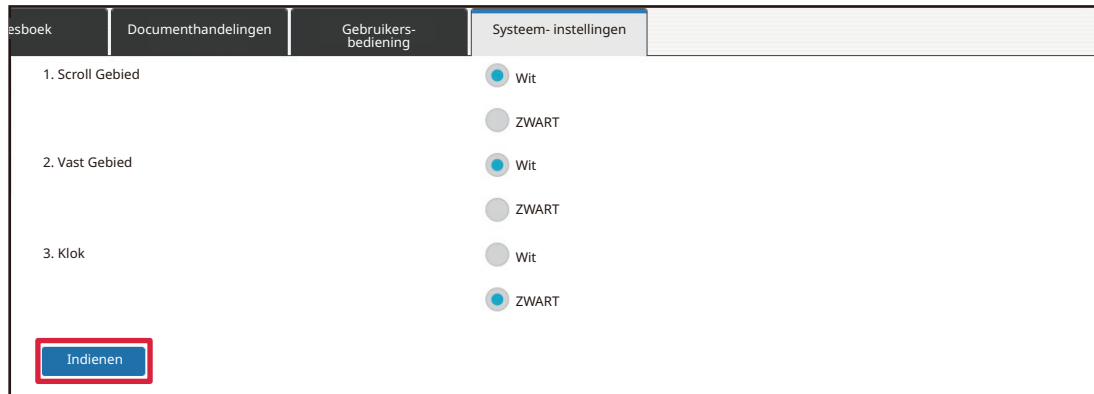 esboek
Documenthandelingen
Gebruikers-
bediening
Systeem- instellingen
1. Scroll Gebied
Wit
ZWART
2. Vast Gebied
Wit
ZWART
3. Klok
Wit
ZWART
Indienen